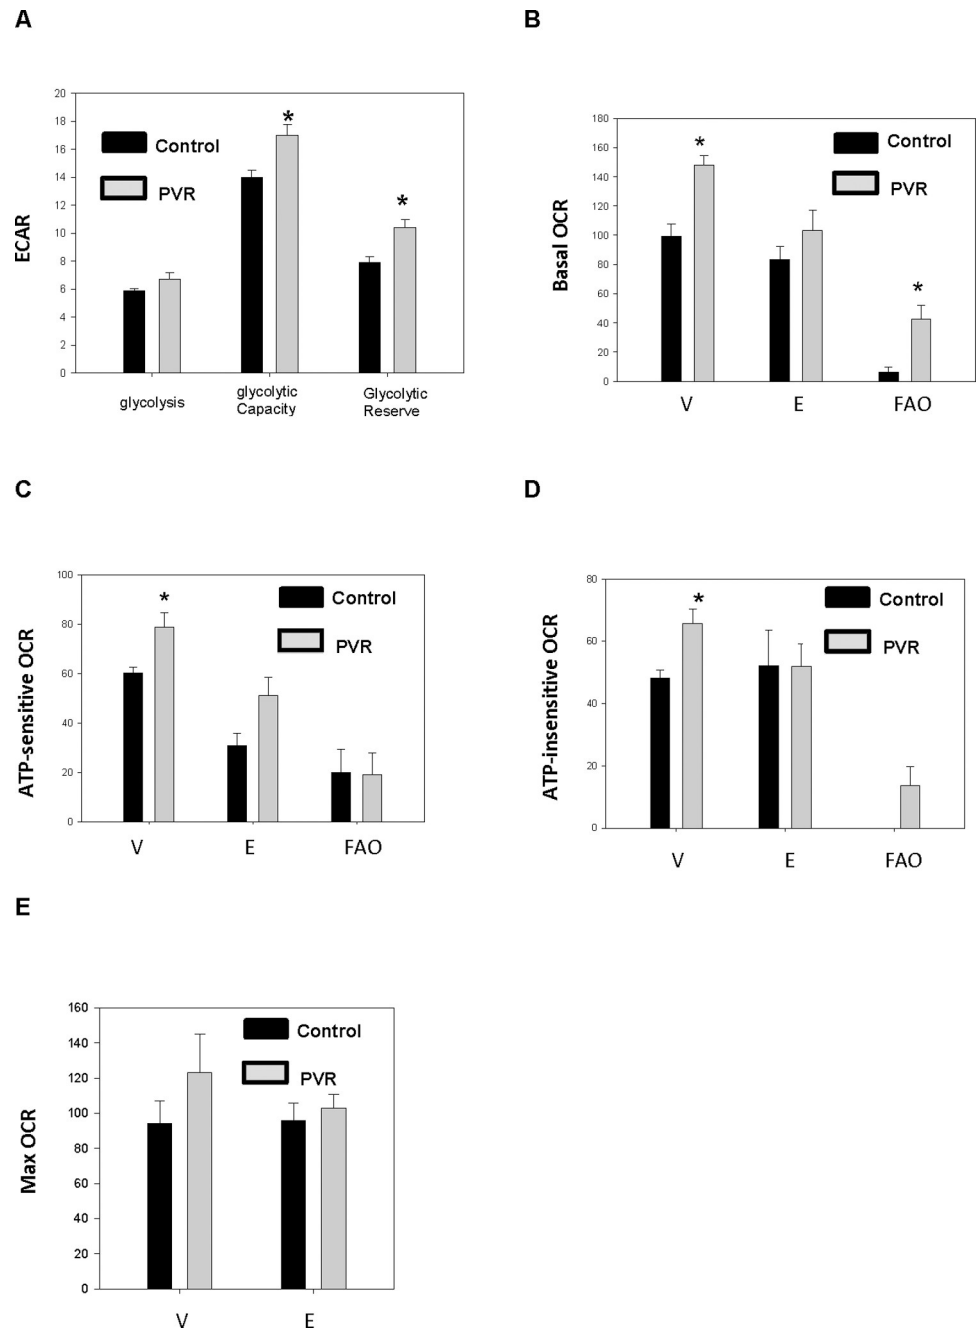 A
ECAR
20
18
16
14
12
10
8
6
4
2
0
Control
PVR
*
*
glycolysis
glycolytic
Capacity
Glycolytic
Reserve
B
Basal OCR
180
160
140
120
100
80
60
40
20
0
Control
PVR
*
*
V
E
FAO
C
ATP-sensitive OCR
100
80
60
40
20
0
Control
PVR
*
V
E
FAO
D
ATP-insensitive OCR
80
60
40
20
0
Control
PVR
*
V
E
FAO
E
Max OCR
160
140
120
100
80
60
40
20
0
Control
PVR
V
E